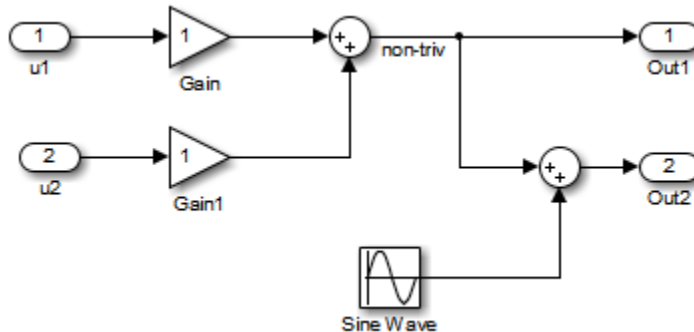 1
u1
1
Gain
+
+
non-triv
1
Out1
2
u2
1
Gain1
+
+
2
Out2
Sine Wave